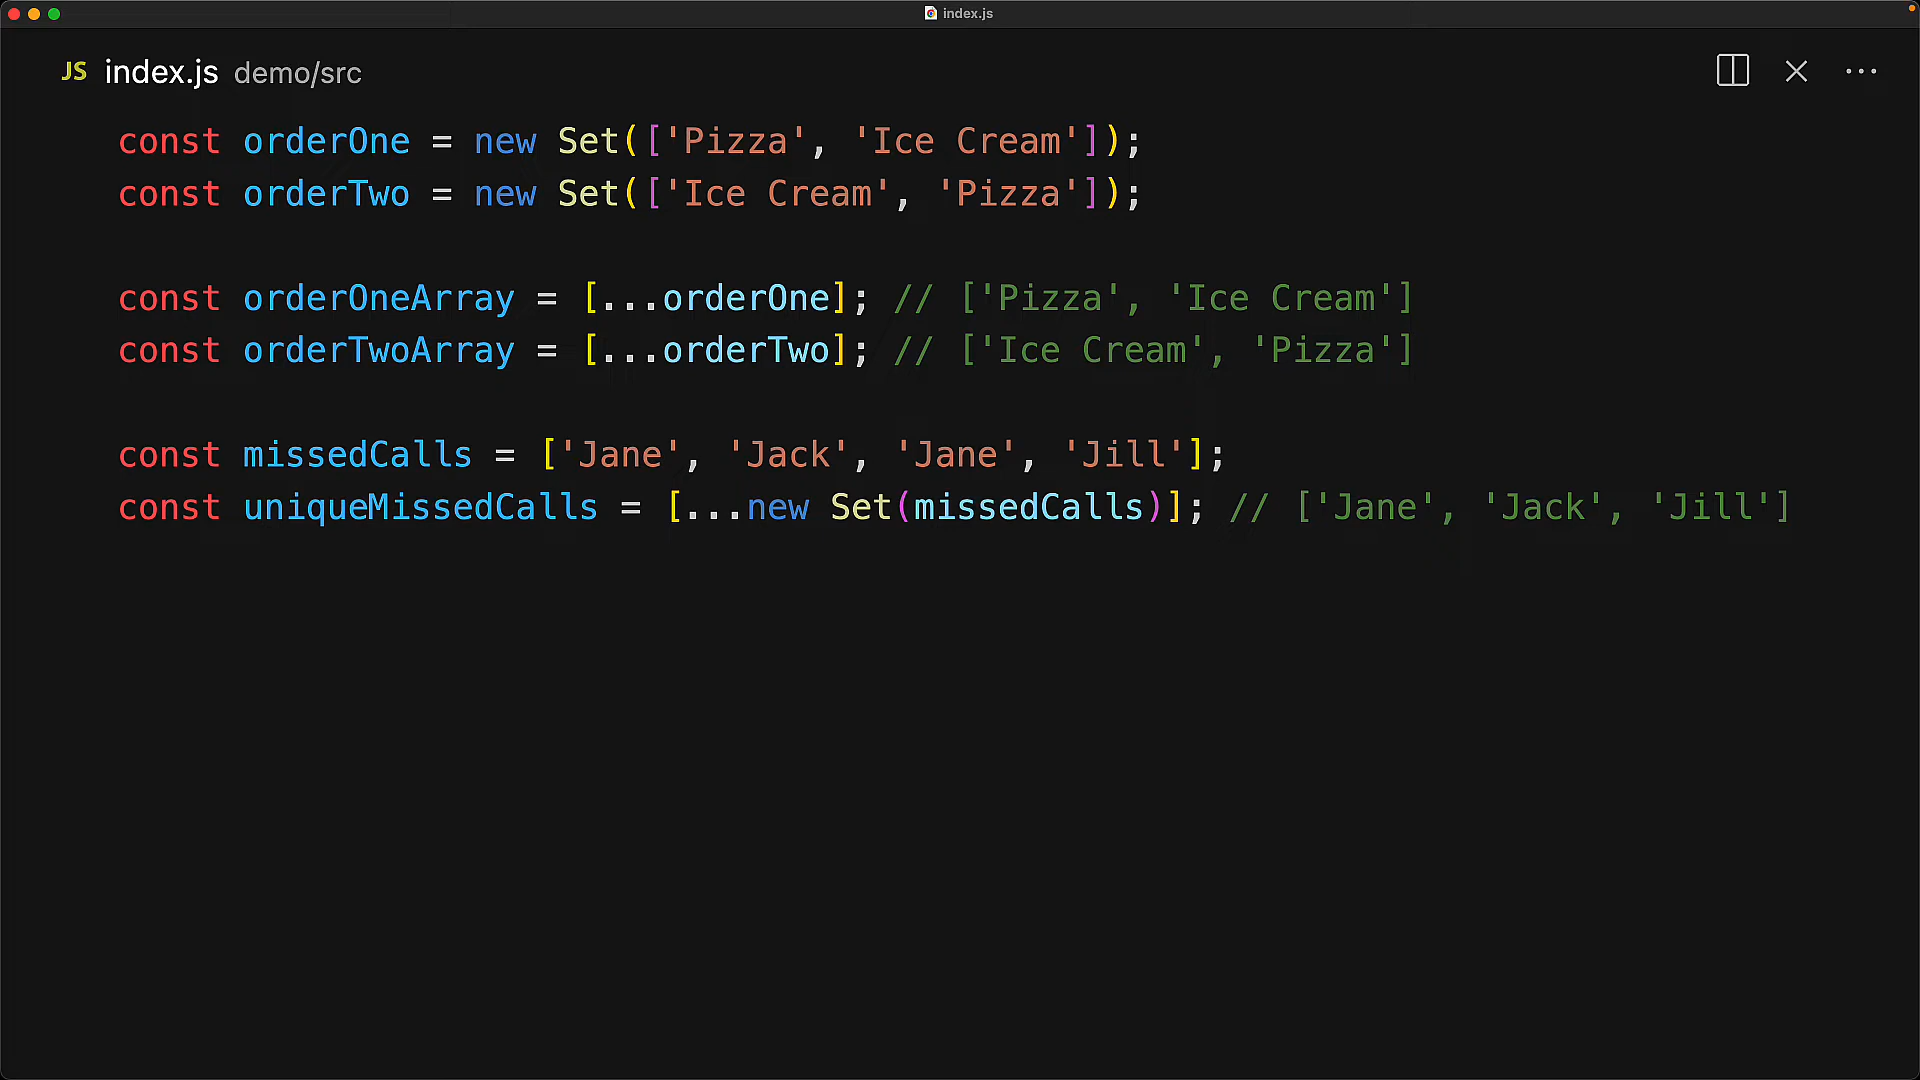 index.js
JS index.js demo/src
const orderOne = new Set(['Pizza', 'Ice Cream']);
const orderTwo = new Set(['Ice Cream', 'Pizza']);
const orderOneArray = [...orderOne]; // ['Pizza', 'Ice Cream']
const orderTwoArray = [...orderTwo]; // ['Ice Cream', 'Pizza']
const missedCalls = ['Jane', 'Jack', 'Jane', 'Jill'];
const uniqueMissedCalls = [...new Set(missedCalls)]; // ['Jane', 'Jack', 'Jill']